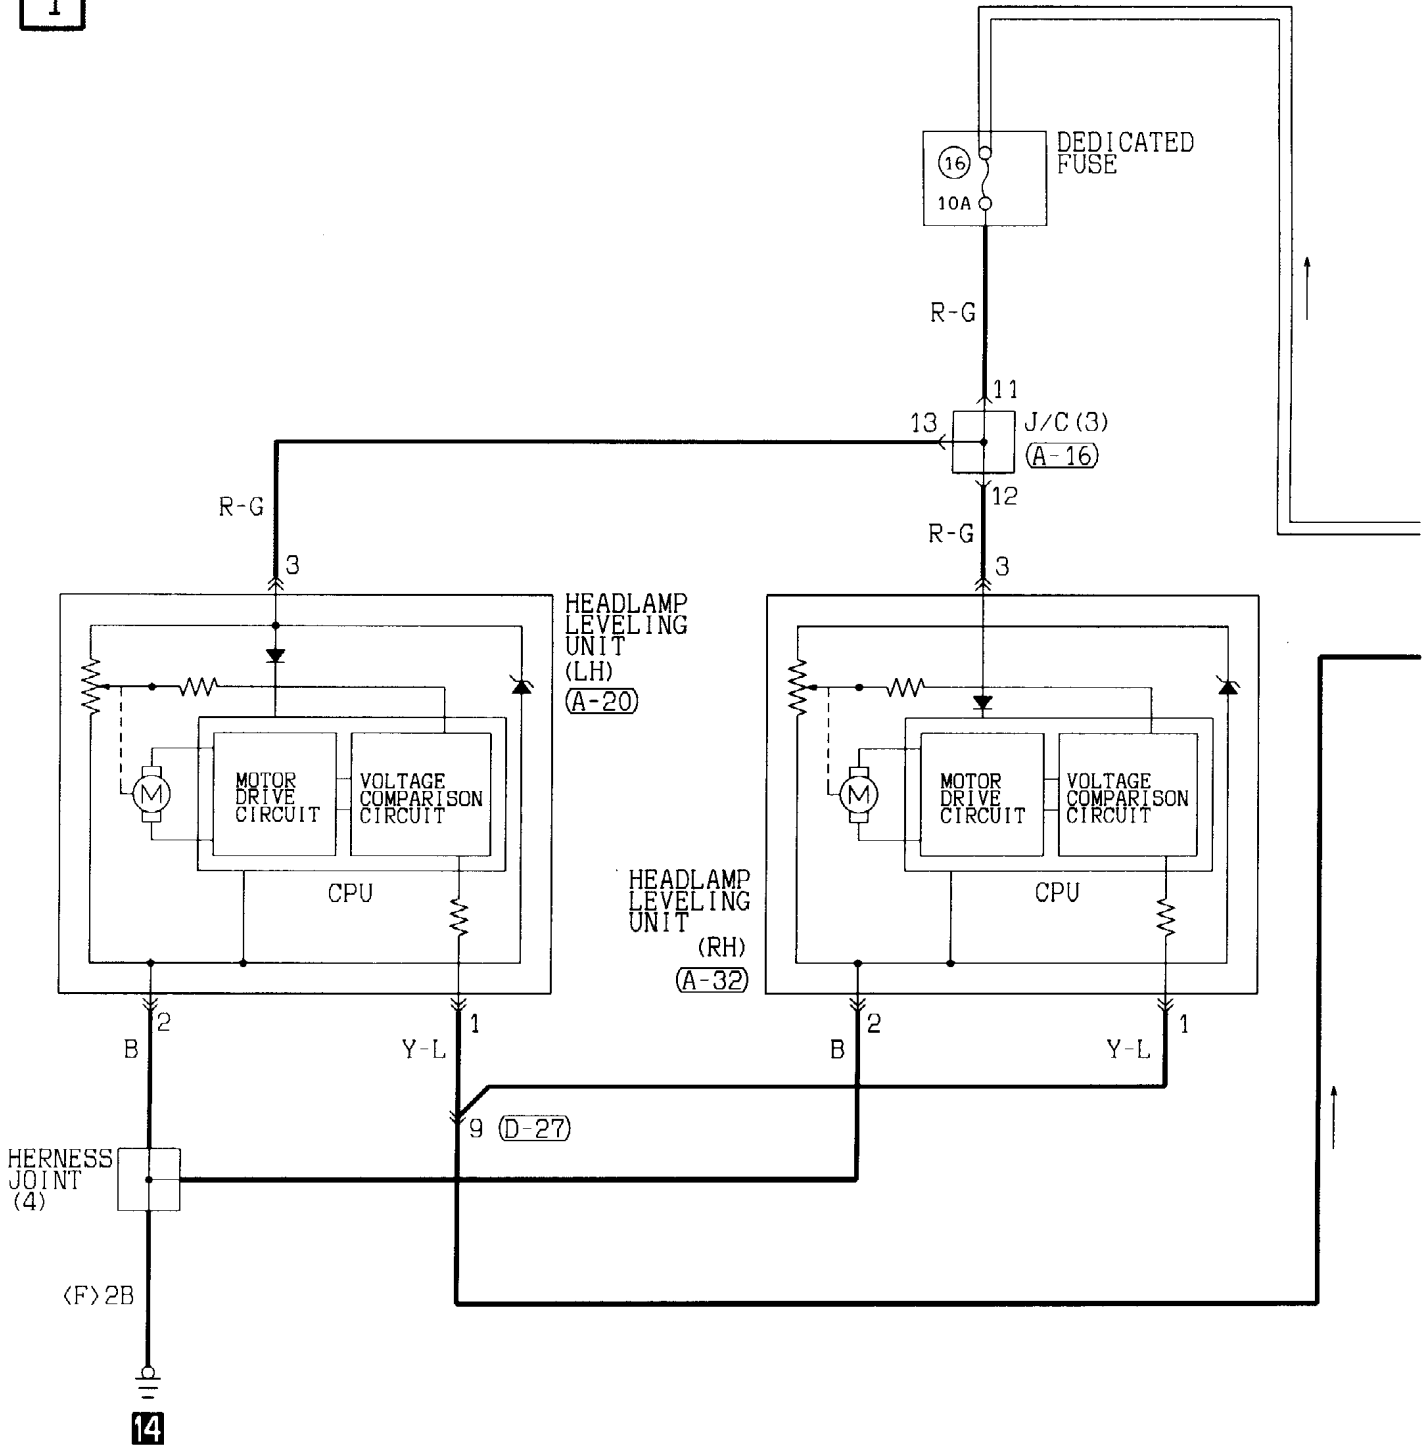 1
DEDICATED
FUSE
16
10A
R-G
11
13
J/C(3)
A-16
12
R-G
R-G
3
3
HEADLAMP
LEVELING
UNIT
(LH)
A-20
MOTOR
DRIVE
CIRCUIT
VOLTAGE
COMPARISON
CIRCUIT
M
CPU
MOTOR
DRIVE
CIRCUIT
VOLTAGE
COMPARISON
CIRCUIT
M
CPU
HEADLAMP
LEVELING
UNIT
(RH)
A-32
2
1
2
1
B
Y-L
B
Y-L
9
D-27
HERNESS
JOINT
(4)
<F>2B
14